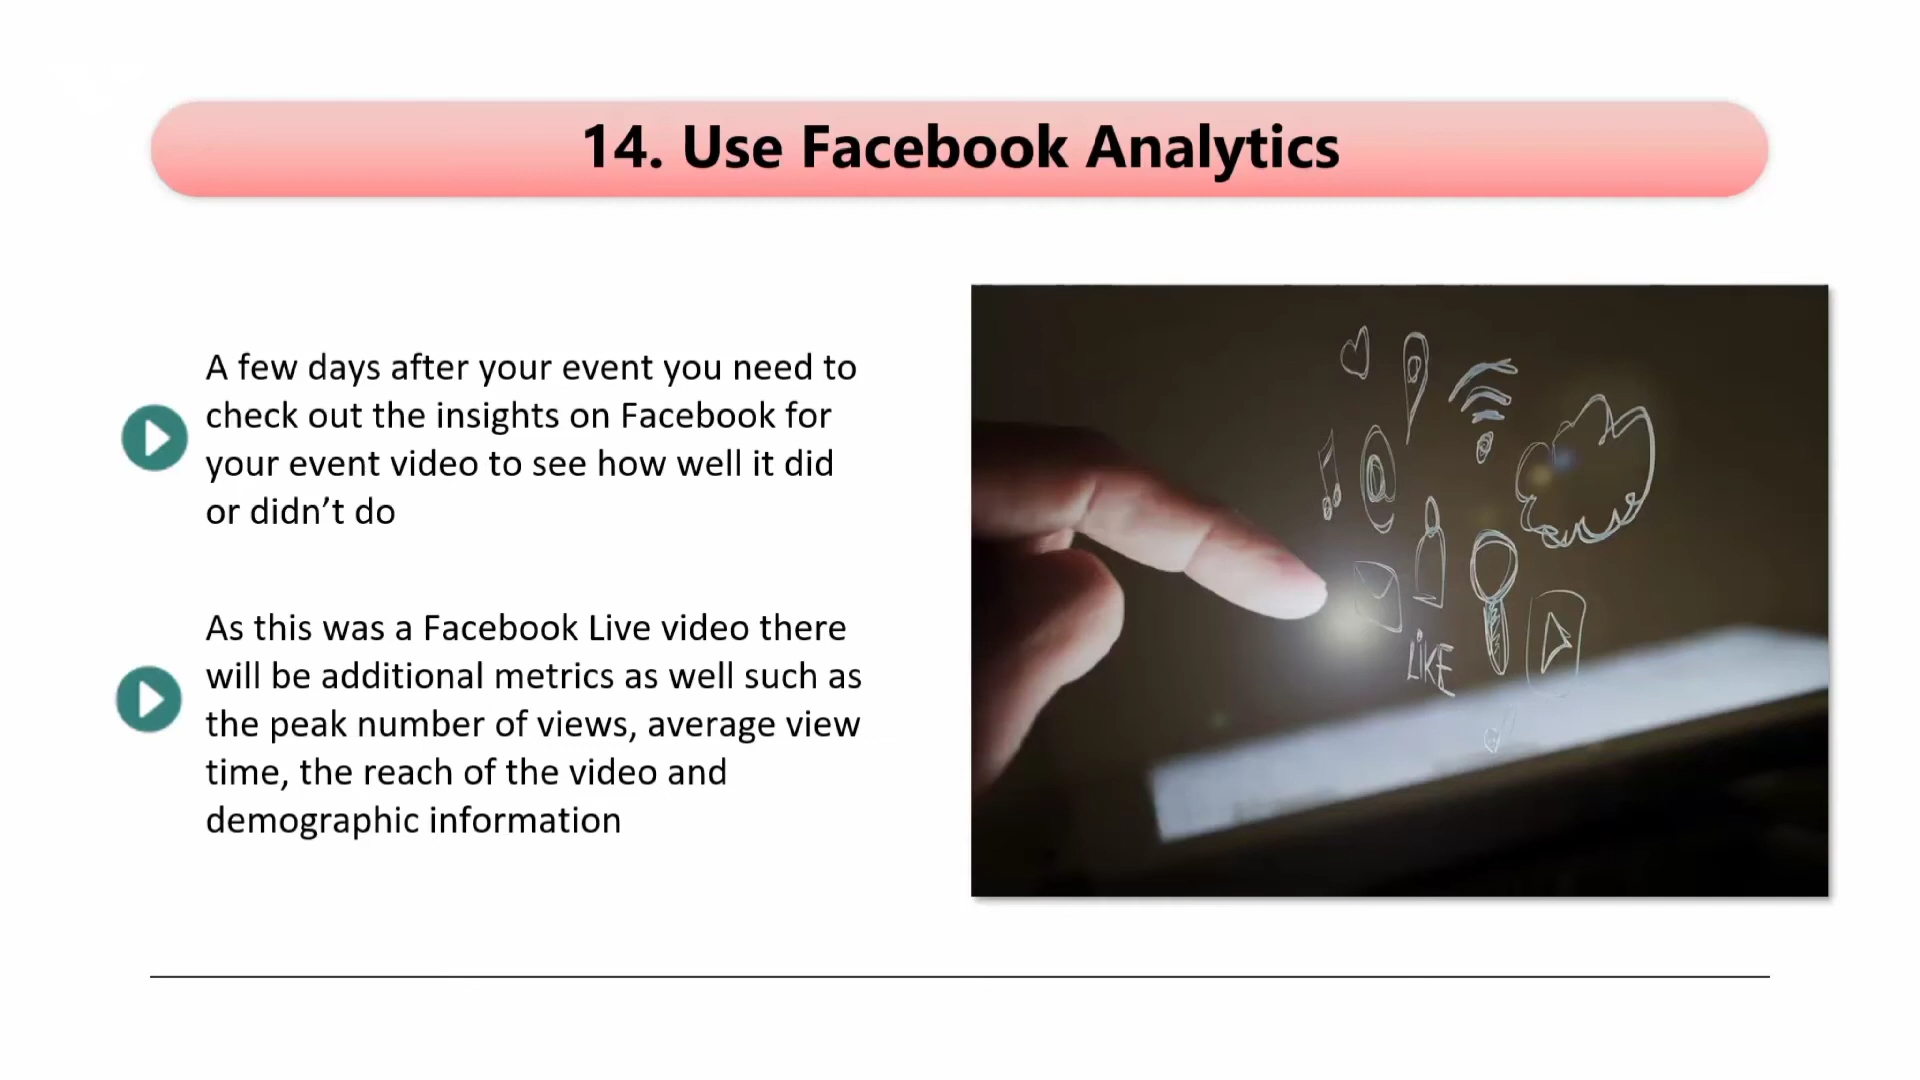 14. Use Facebook Analytics
A few days after your event you need to
check out the insights on Facebook for
your event video to see how well it did
or didn’t do
As this was a Facebook Live video there
will be additional metrics as well such as
the peak number of views, average view
time, the reach of the video and
demographic information
@
LIKE